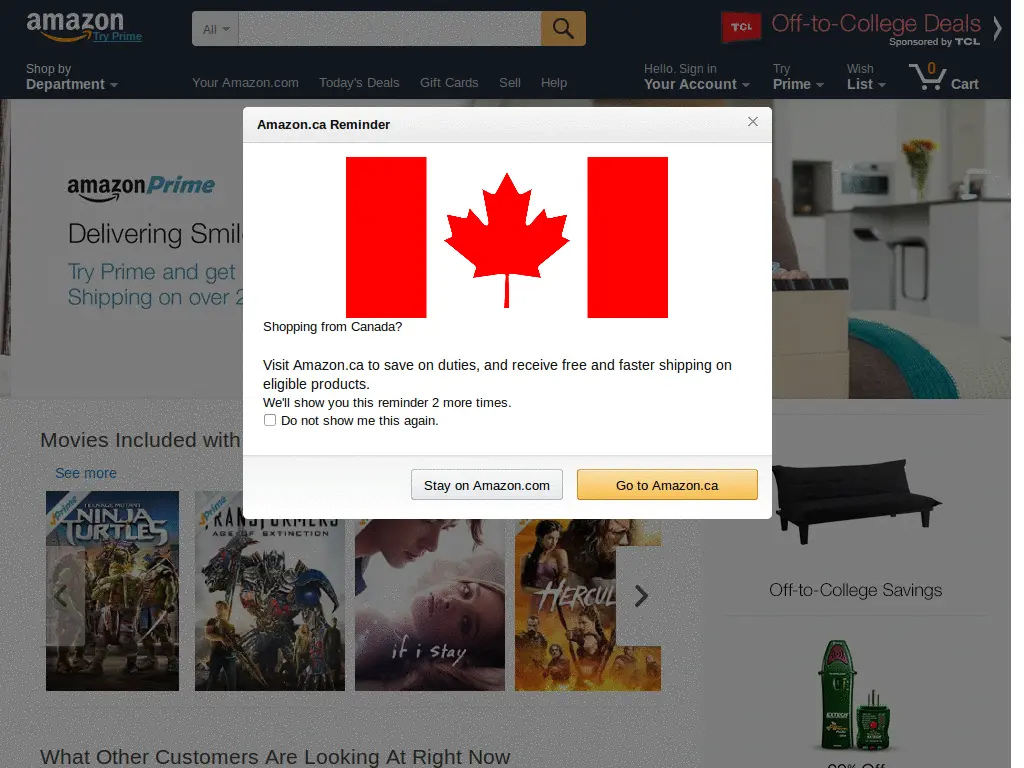 amazon
Try Prime
All
TCL
Off-to-College Deals
Sponsored by TCL
Shop by
Department
Your Amazon.com
Today's Deals
Gift Cards
Sell
Help
Hello. Sign in
Your Account
Try
Prime
Wish
List
0
Cart
Amazon.ca Reminder
amazonPrime
Delivering Smil
Try Prime and get
Shipping on over 2
Shopping from Canada?
Visit Amazon.ca to save on duties, and receive free and faster shipping on
eligible products.
We'll show you this reminder 2 more times.
Do not show me this again.
Stay on Amazon.com
Go to Amazon.ca
Movies Included with
See more
Prime
TEENAGE MUTANT
NINJA
TURTLES
Prime
TRANSFORMERS
AGE OF EXTINCTION
if i stay
HERCUL
Off-to-College Savings
EXTECH
EXTECH
What Other Customers Are Looking At Right Now